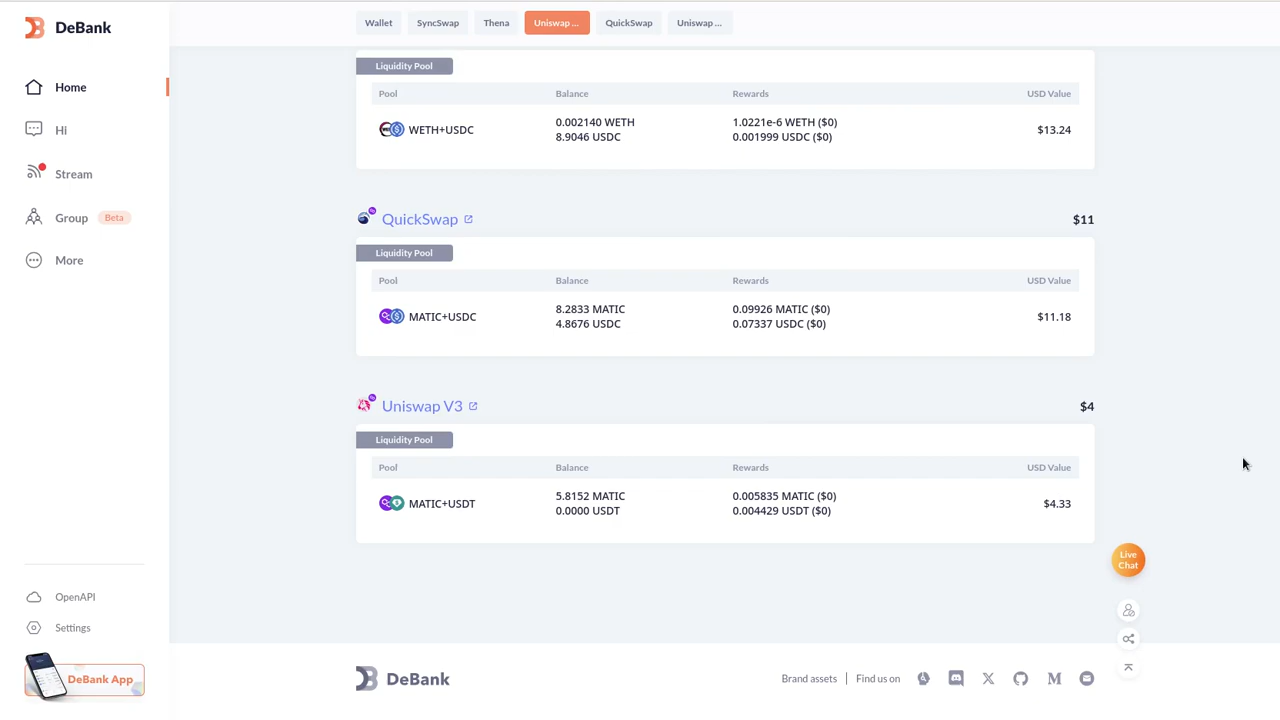 DeBank
Wallet
SyncSwap
Thena
Uniswap ...
QuickSwap
Uniswap ...
Home
Hi
Stream
Group Beta
More
OpenAPI
Settings
DeBank App
Liquidity Pool
Pool Balance Rewards USD Value
WETH+USDC
0.002140 WETH
8.9046 USDC
1.0221e-6 WETH ($0)
0.001999 USDC ($0)
$13.24
QuickSwap $11
Liquidity Pool
Pool Balance Rewards USD Value
MATIC+USDC
8.2833 MATIC
4.8676 USDC
0.09926 MATIC ($0)
0.07337 USDC ($0)
$11.18
Uniswap V3 $4
Liquidity Pool
Pool Balance Rewards USD Value
MATIC+USDT
5.8152 MATIC
0.0000 USDT
0.005835 MATIC ($0)
0.004429 USDT ($0)
$4.33
Live
Chat
DeBank
Brand assets | Find us on